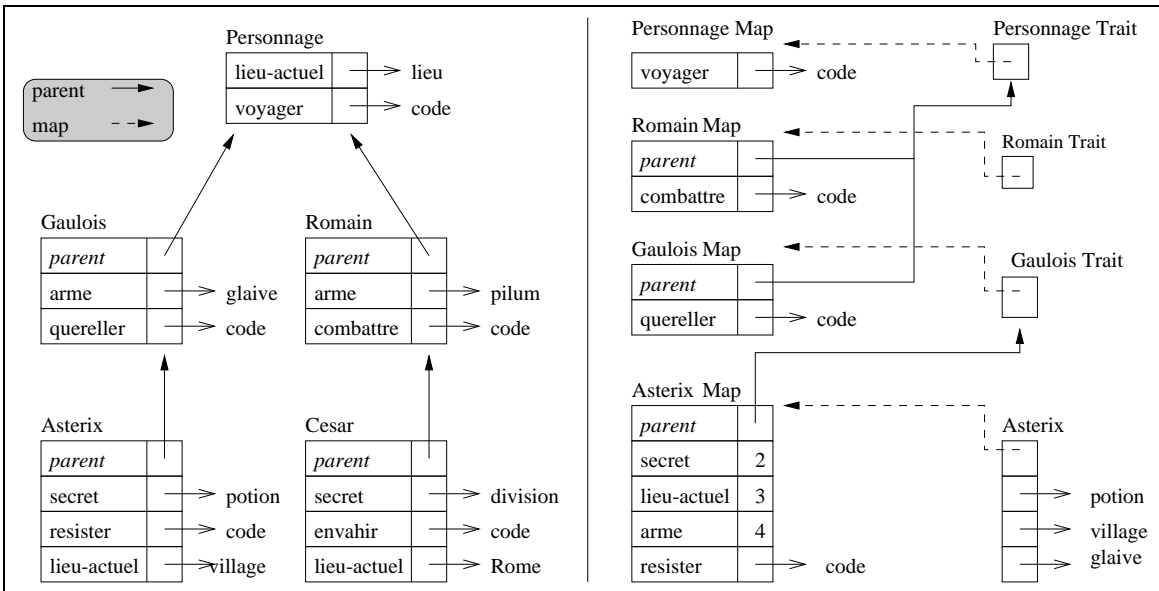 Personnage
lieu-actuel lieu
voyager code
parent
map
Gaulois
parent
arme glaive
quereller code
Romain
parent
arme pilum
combattre code
Asterix
parent
secret potion
resister code
lieu-actuel village
Cesar
parent
secret division
envahir code
lieu-actuel Rome
Personnage Map
voyager code
Personnage Trait
Romain Map
parent
combattre code
Romain Trait
Gaulois Map
parent
quereller code
Gaulois Trait
Asterix Map
parent
secret 2
lieu-actuel 3
arme 4
resister code
Asterix
potion
village
glaive